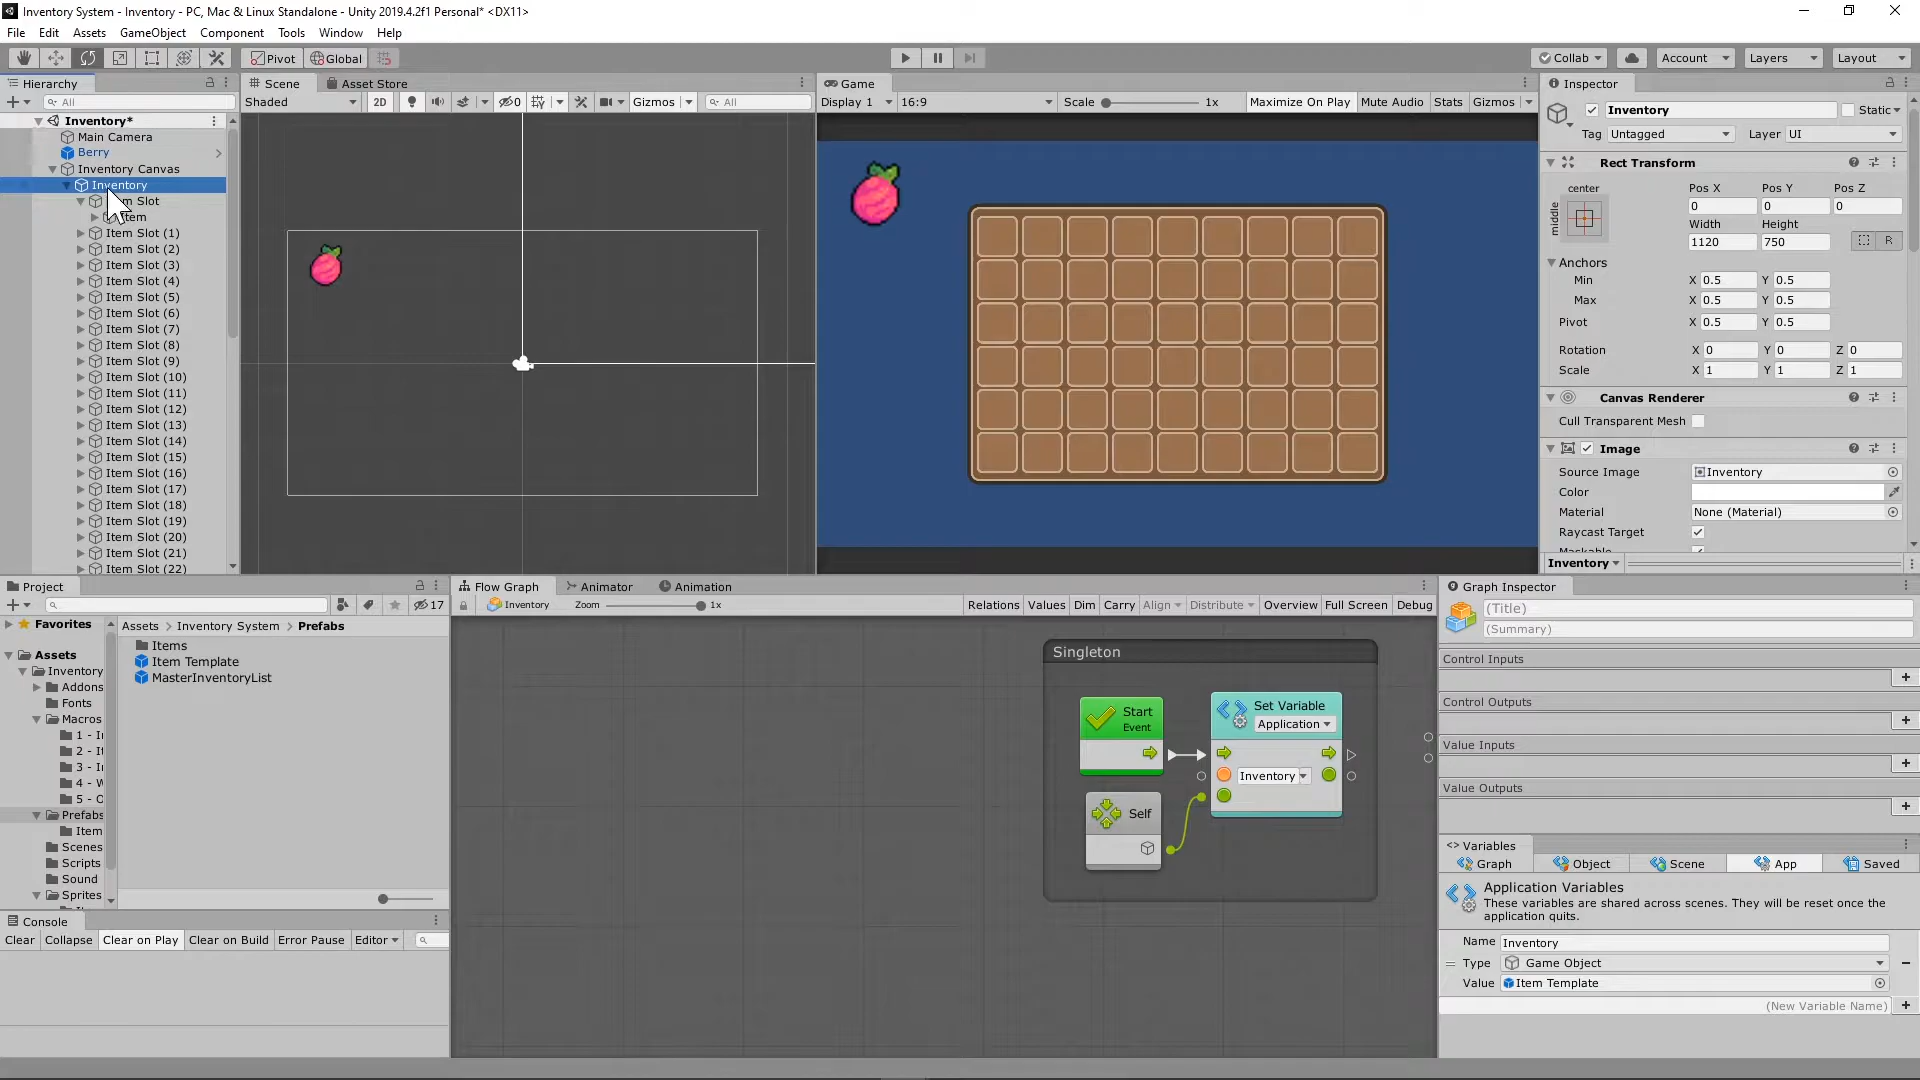 Inventory System - Inventory - PC, Mac & Linux Standalone - Unity 2019.4.2f1 Personal* <DX11>
File Edit Assets GameObject Component Tools Window Help
Pivot Global Collab Account Layers Layout
Hierarchy
All
Inventory*
Main Camera
Berry
Inventory Canvas
Inventory
Slot
Item Slot (1)
Item Slot (2)
Item Slot (3)
Item Slot (4)
Item Slot (5)
Item Slot (6)
Item Slot (7)
Item Slot (8)
Item Slot (9)
Item Slot (10)
Item Slot (11)
Item Slot (12)
Item Slot (13)
Item Slot (14)
Item Slot (15)
Item Slot (16)
Item Slot (17)
Item Slot (18)
Item Slot (19)
Item Slot (20)
Item Slot (21)
Item Slot (22)
Scene Asset Store
Shaded 2D 0 Gizmos All
Game
Display 1 16:9 Scale 1x Maximize On Play Mute Audio Stats Gizmos
Inspector
Inventory Static
Tag Untagged Layer UI
Rect Transform
center Pos X Pos Y Pos Z
middle 0 0 0
Width Height
1120 750 R
Anchors
Min X 0.5 Y 0.5
Max X 0.5 Y 0.5
Pivot X 0.5 Y 0.5
Rotation X 0 Y 0 Z 0
Scale X 1 Y 1 Z 1
Canvas Renderer
Cull Transparent Mesh
Image
Source Image Inventory
Color
Material None (Material)
Raycast Target
Maskable
Inventory
Project
17
Favorites
Assets
Inventory
Addons
Fonts
Macros
1 - I
2 - It
3 - I
4 - W
5 - C
Prefabs
Item
Scenes
Scripts
Sound
Sprites
Assets Inventory System Prefabs
Items
Item Template
MasterInventoryList
Console
Clear Collapse Clear on Play Clear on Build Error Pause Editor
Flow Graph Animator Animation
Inventory Zoom 1x Relations Values Dim Carry Align Distribute Overview Full Screen Debug
Singleton
Start
Event
Set Variable
Application
Inventory
Self
Graph Inspector
(Title)
(Summary)
Control Inputs
Control Outputs
Value Inputs
Value Outputs
<> Variables
Graph Object Scene App Saved
Application Variables
These variables are shared across scenes. They will be reset once the
application quits.
Name Inventory
Type Game Object
Value Item Template
(New Variable Name)